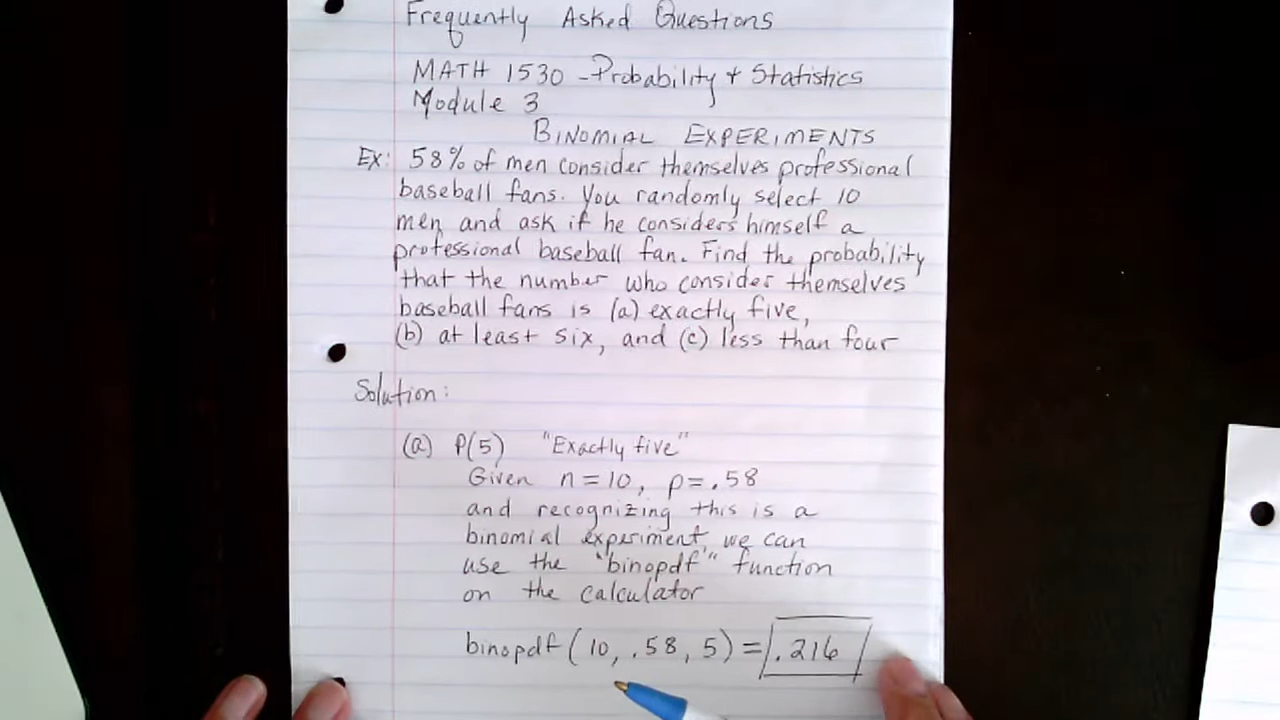 Frequently Asked Questions
MATH 1530 - Probability + Statistics
Module 3
BINOMIAL EXPERIMENTS
Ex: 58% of men consider themselves professional
baseball fans. You randomly select 10
men and ask if he considers himself a
professional baseball fan. Find the probability
that the number who consider themselves
baseball fans is (a) exactly five,
(b) at least six, and (c) less than four
Solution:
(a) P(5) "Exactly five"
Given n=10, p=.58
and recognizing this is a
binomial experiment we can
use the "binopdf" function
on the calculator
binopdf(10, .58, 5) = .216